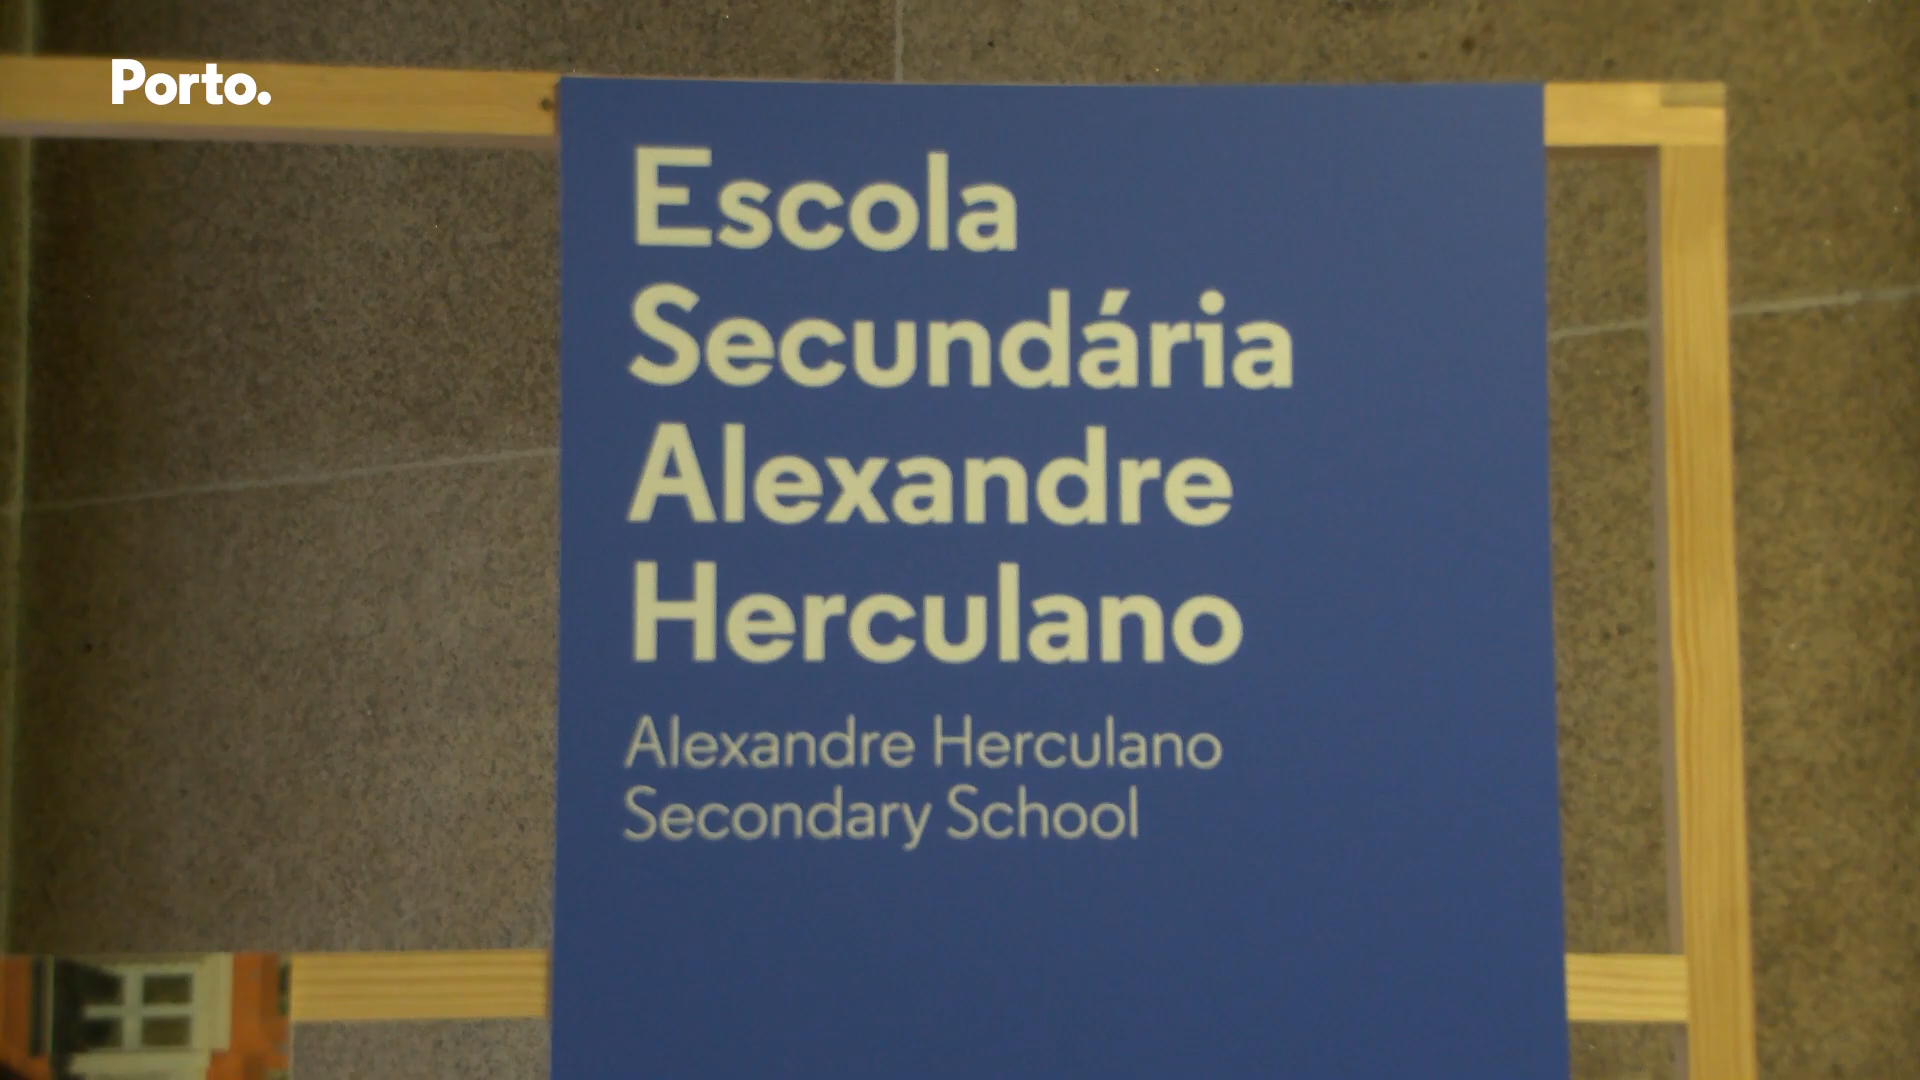 Porto.
Escola
Secundária
Alexandre
Herculano
Alexandre Herculano
Secondary School